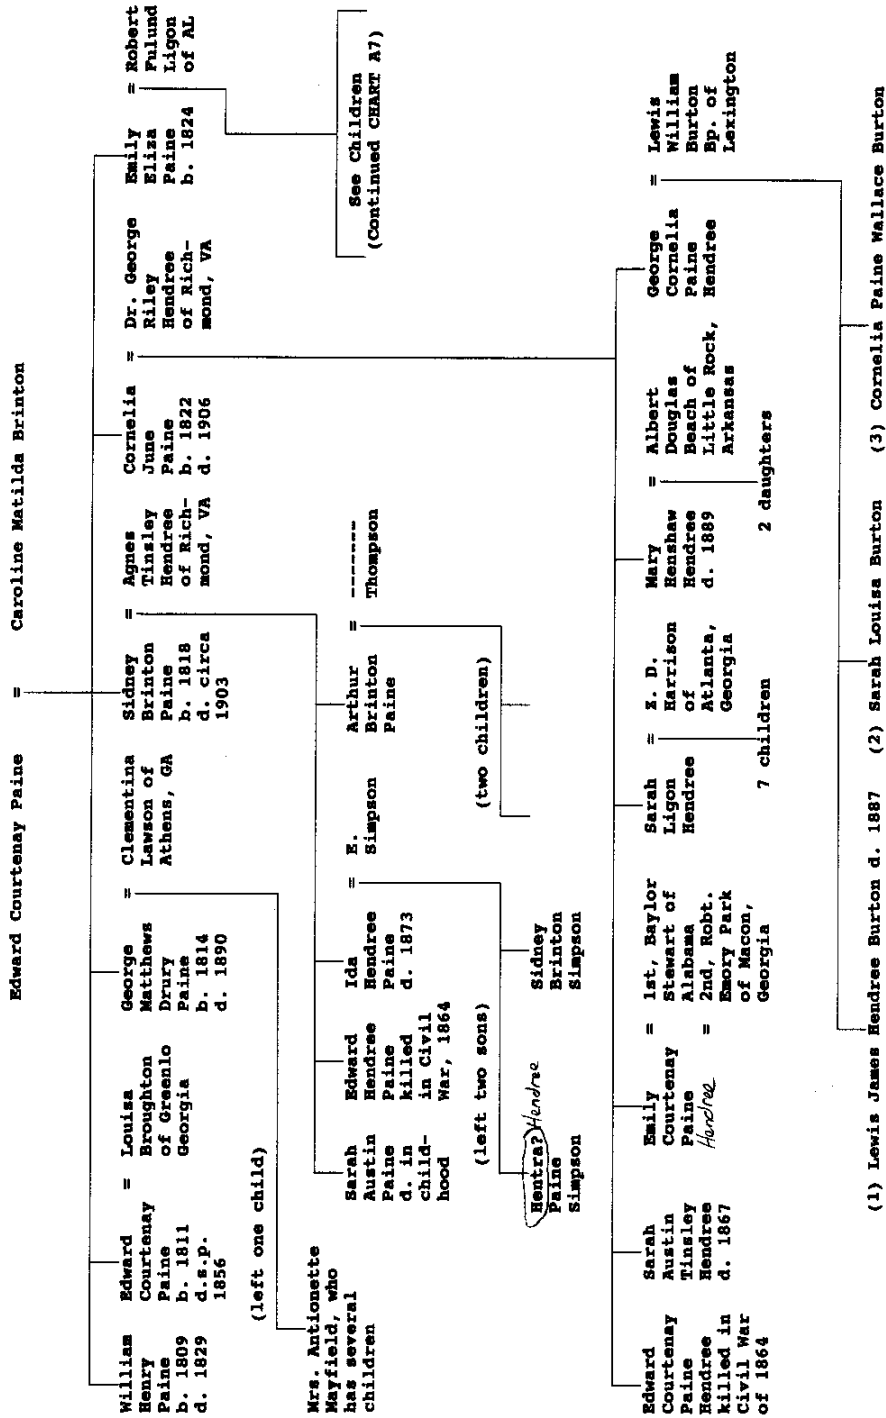 Edward Courtenay Paine = Caroline Matilda Brinton
William
Henry
Paine
b. 1809
d. 1829
Edward
Courtenay
Paine
b. 1811
d.s.p.
1856
=
Louisa
Broughton
of Greenlo
Georgia
George
Matthews
Drury
Paine
b. 1814
d. 1890
=
Clementina
Lawson of
Athens, GA
Sidney
Brinton
Paine
b. 1818
d. circa
1903
=
Agnes
Tinsley
Hendree
of Rich-
mond, VA
Cornelia
June
Paine
b. 1822
d. 1906
=
Dr. George
Riley
Hendree
of Rich-
mond, VA
Emily
Eliza
Paine
b. 1824
=
Robert
Fulund
Ligon
of AL
(left one child)
Mrs. Antionette
Mayfield, who
has several
children
Sarah
Austin
Paine
d. in
child-
hood
Edward
Hendree
Paine
killed
in Civil
War, 1864
Ida
Hendree
Paine
d. 1873
=
E.
Simpson
Arthur
Brinton
Paine
=
-------
Thompson
See Children
(Continued CHART A7)
(left two sons)
(two children)
Hentra? Hendree
Paine
Simpson
Sidney
Brinton
Simpson
Edward
Courtenay
Paine
Hendree
killed in
Civil War
of 1864
Sarah
Austin
Tinsley
Hendree
d. 1867
Emily
Courtenay
Paine
Hendree
= 1st, Baylor
Stewart of
Alabama
= 2nd, Robt.
Emory Park
of Macon,
Georgia
Sarah
Ligon
Hendree
=
Z. D.
Harrison
of
Atlanta,
Georgia
7 children
Mary
Henshaw
Hendree
d. 1889
=
Albert
Douglas
Beach of
Little Rock,
Arkansas
2 daughters
George
Cornelia
Paine
Hendree
=
Lewis
William
Burton
Bp. of
Lexington
(1) Lewis James Hendree Burton d. 1887 (2) Sarah Louisa Burton (3) Cornelia Paine Wallace Burton